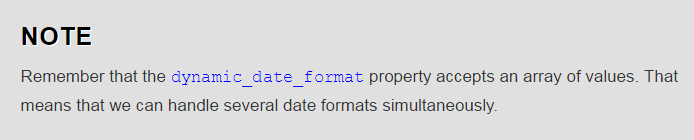 NOTE
Remember that the dynamic_date_format property accepts an array of values. That
means that we can handle several date formats simultaneously.